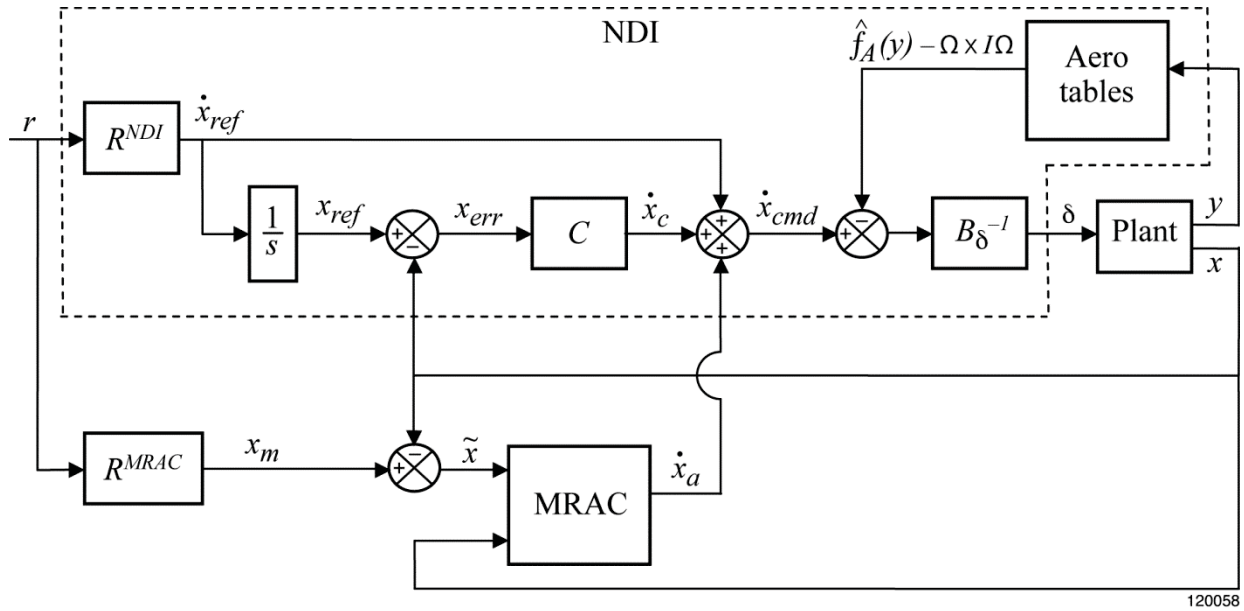 NDI
f̂_A(y) – Ω x IΩ
Aero
tables
r
R^NDI
ẋ_ref
1
s
x_ref
+
−
x_err
C
ẋ_c
+
+
+
ẋ_cmd
−
B_δ^-1
δ
Plant
y
x
R^MRAC
x_m
+
−
x̃
MRAC
ẋ_a
120058